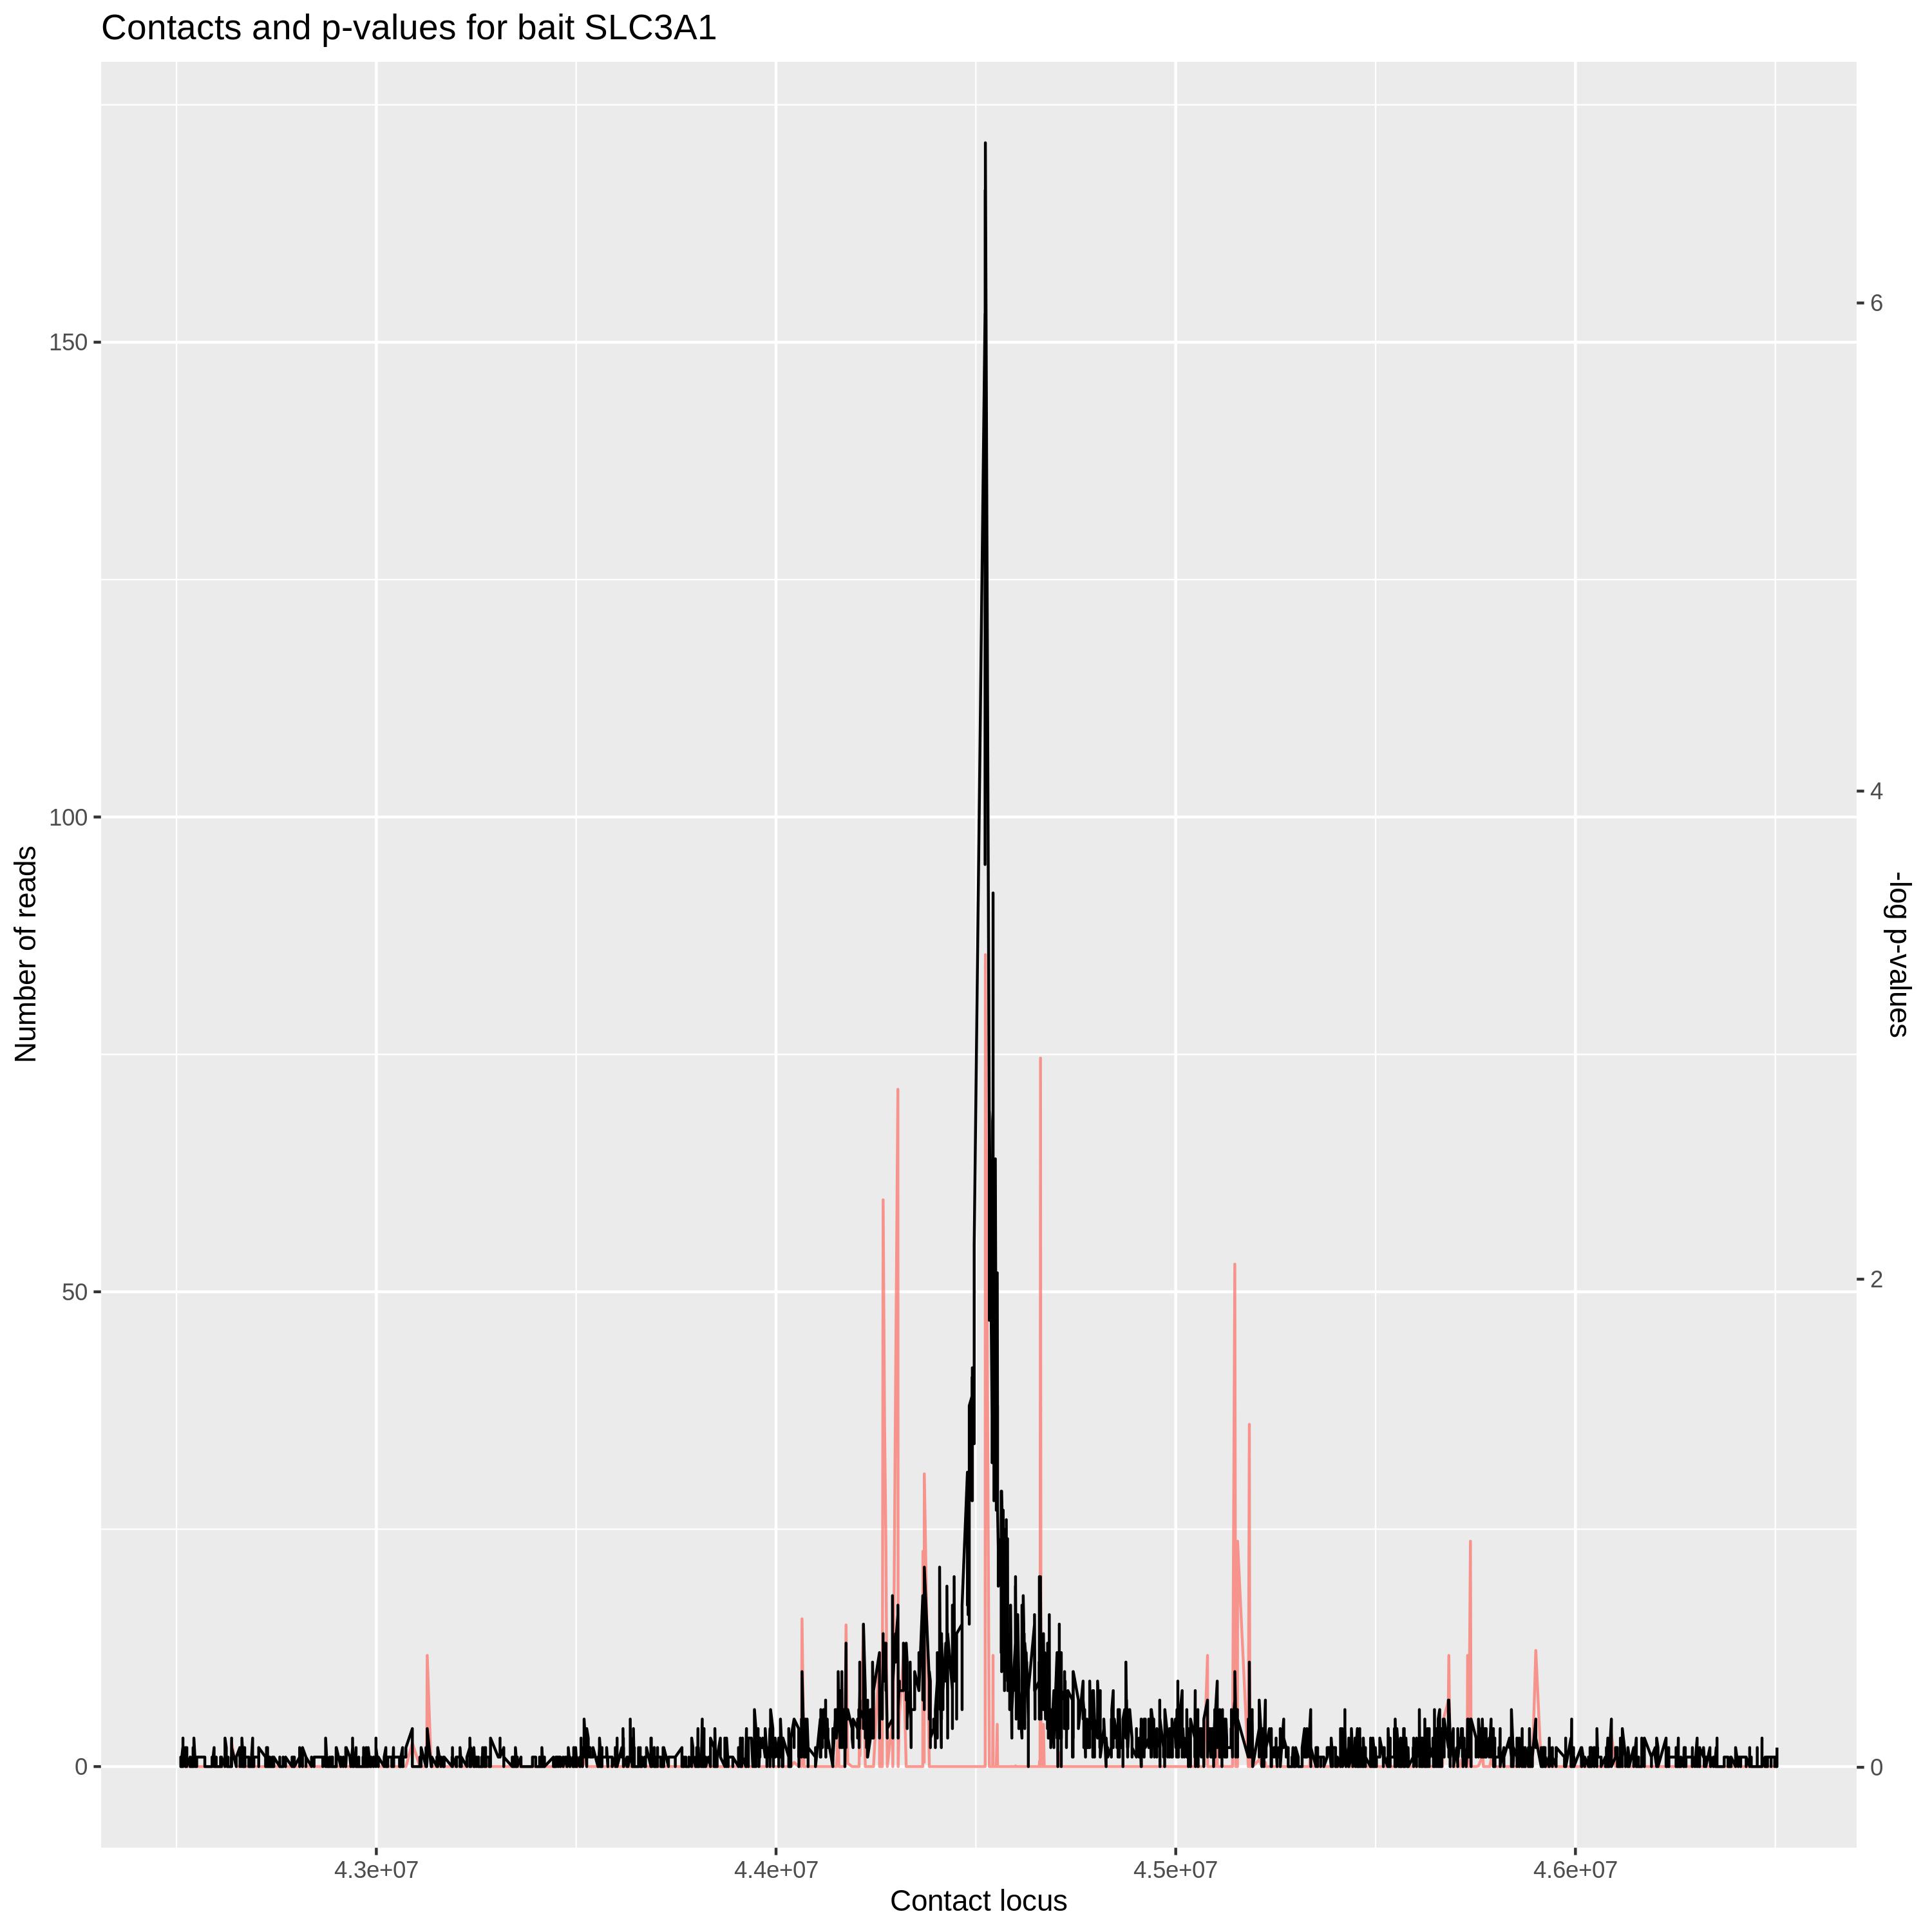 Contacts and p-values for bait SLC3A1
150
100
50
0
Number of reads
6
4
2
0
-log p-values
4.3e+07
4.4e+07
4.5e+07
4.6e+07
Contact locus